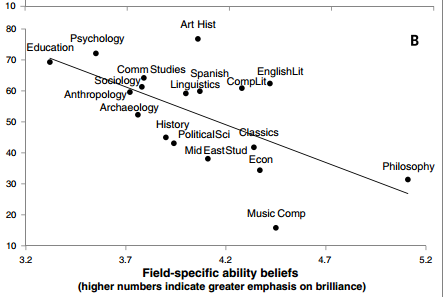 10
80
70
60
50
40
30
20
10
3.2 3.7 4.2 4.7 5.2
B
Art Hist
Psychology
Education
Comm Studies
Spanish
EnglishLit
Sociology
Linguistics
CompLit
Anthropology
Archaeology
History
PoliticalSci
Classics
Mid EastStud
Econ
Philosophy
Music Comp
Field-specific ability beliefs
(higher numbers indicate greater emphasis on brilliance)